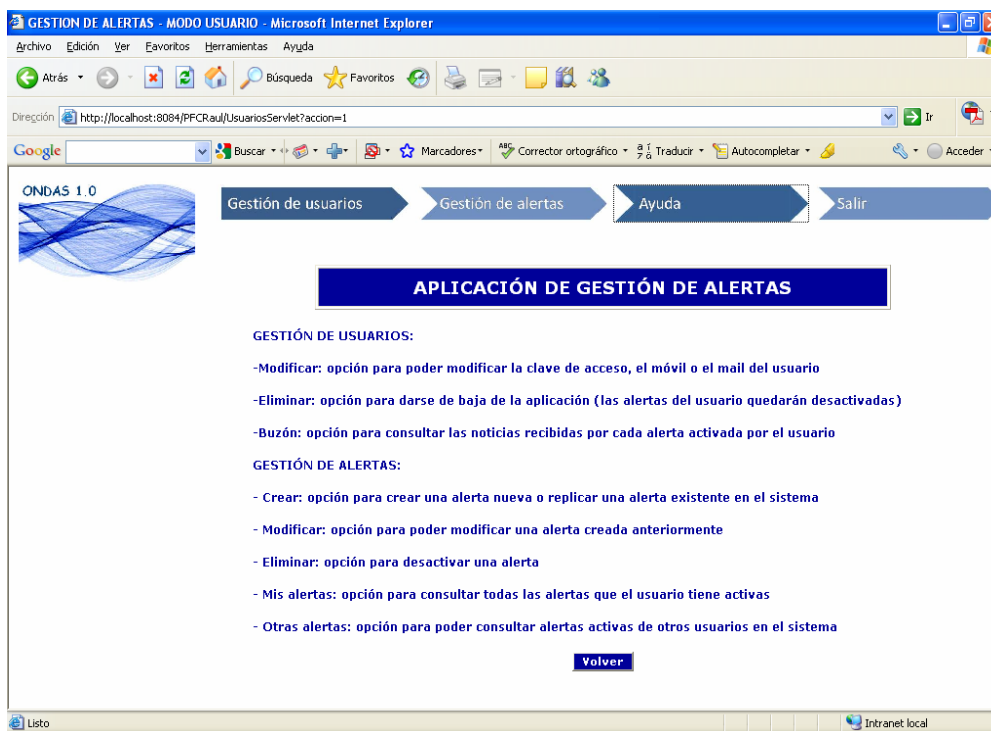 GESTION DE ALERTAS - MODO USUARIO - Microsoft Internet Explorer
Archivo Edición Ver Favoritos Herramientas Ayuda
Atrás Búsqueda Favoritos
Dirección http://localhost:8084/PFCRaul/UsuariosServlet?accion=1 Ir
Google Buscar Marcadores ABC Corrector ortográfico Traducir Autocompletar Acceder
ONDAS 1.0
Gestión de usuarios Gestión de alertas Ayuda Salir
APLICACIÓN DE GESTIÓN DE ALERTAS
GESTIÓN DE USUARIOS:
-Modificar: opción para poder modificar la clave de acceso, el móvil o el mail del usuario
-Eliminar: opción para darse de baja de la aplicación (las alertas del usuario quedarán desactivadas)
-Buzón: opción para consultar las noticias recibidas por cada alerta activada por el usuario
GESTIÓN DE ALERTAS:
- Crear: opción para crear una alerta nueva o replicar una alerta existente en el sistema
- Modificar: opción para poder modificar una alerta creada anteriormente
- Eliminar: opción para desactivar una alerta
- Mis alertas: opción para consultar todas las alertas que el usuario tiene activas
- Otras alertas: opción para poder consultar alertas activas de otros usuarios en el sistema
Volver
Listo Intranet local